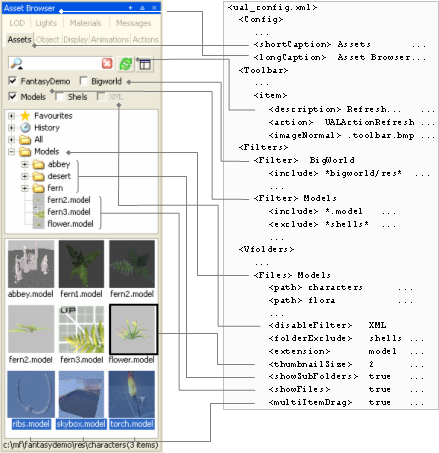 Asset Browser
LOD Lights Materials Messages
Assets Object Display Animations Actions
FantasyDemo Bigworld
Models Shels XML
Favourites
History
All
Models
abbey
desert
fern
fern2.model
fern3.model
flower.model
abbey.model fern1.model fern2.model
UP
fern2.model fern3.model flower.model
ribs.model skybox.model torch.model
c:\mf\fantasydemo\res\characters(3 items)
<ual_config.xml>
<Config>
...
<shortCaption> Assets ...
<longCaption> Asset Browser...
<Toolbar>
...
<item>
<description> Refresh... ...
<action> UALActionRefresh ...
<imageNormal> .toolbar.bmp ...
<Filters>
<Filter> BigWorld
<include> *bigworld/res* ...
...
<Filter> Models
<include> *.model ...
<exclude> *shells* ...
...
<Vfolders>
...
<Files> Models
<path> characters ...
<path> flora ...
...
<disableFilter> XML
<folderExclude> shells ...
<extension> model ...
<thumbnailSize> 2 ...
<showSubFolders> true ...
<showFiles> true ...
<multiItemDrag> true ...